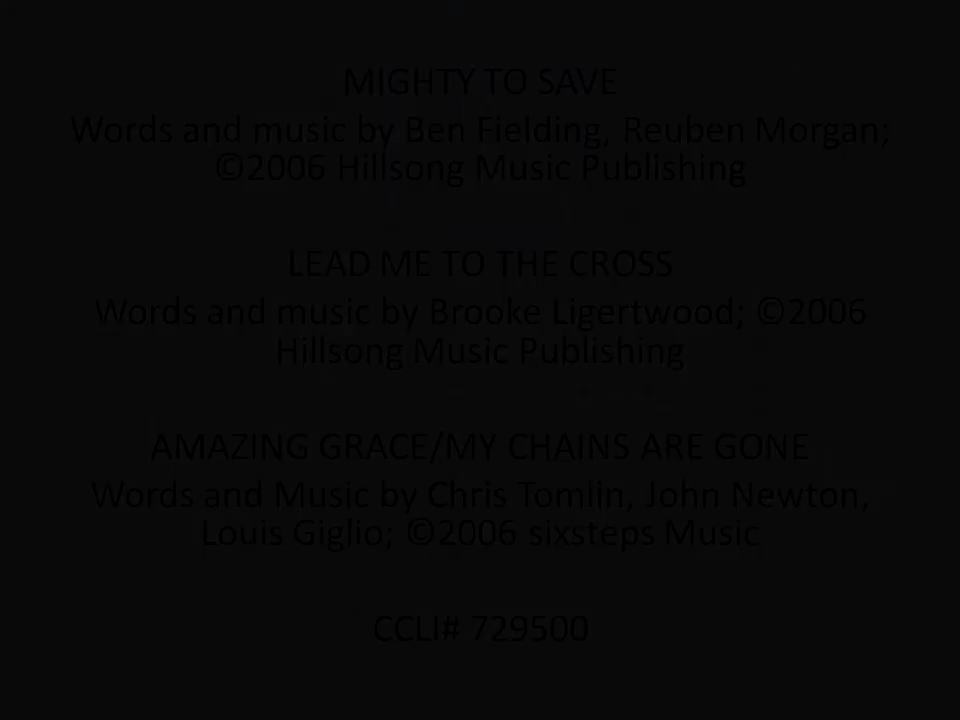 MIGHTY TO SAVE
Words and music by Ben Fielding, Reuben Morgan;
©2006 Hillsong Music Publishing
LEAD ME TO THE CROSS
Words and music by Brooke Ligertwood; ©2006
Hillsong Music Publishing
AMAZING GRACE/MY CHAINS ARE GONE
Words and Music by Chris Tomlin, John Newton,
Louis Giglio; ©2006 sixsteps Music
CCLI# 729500